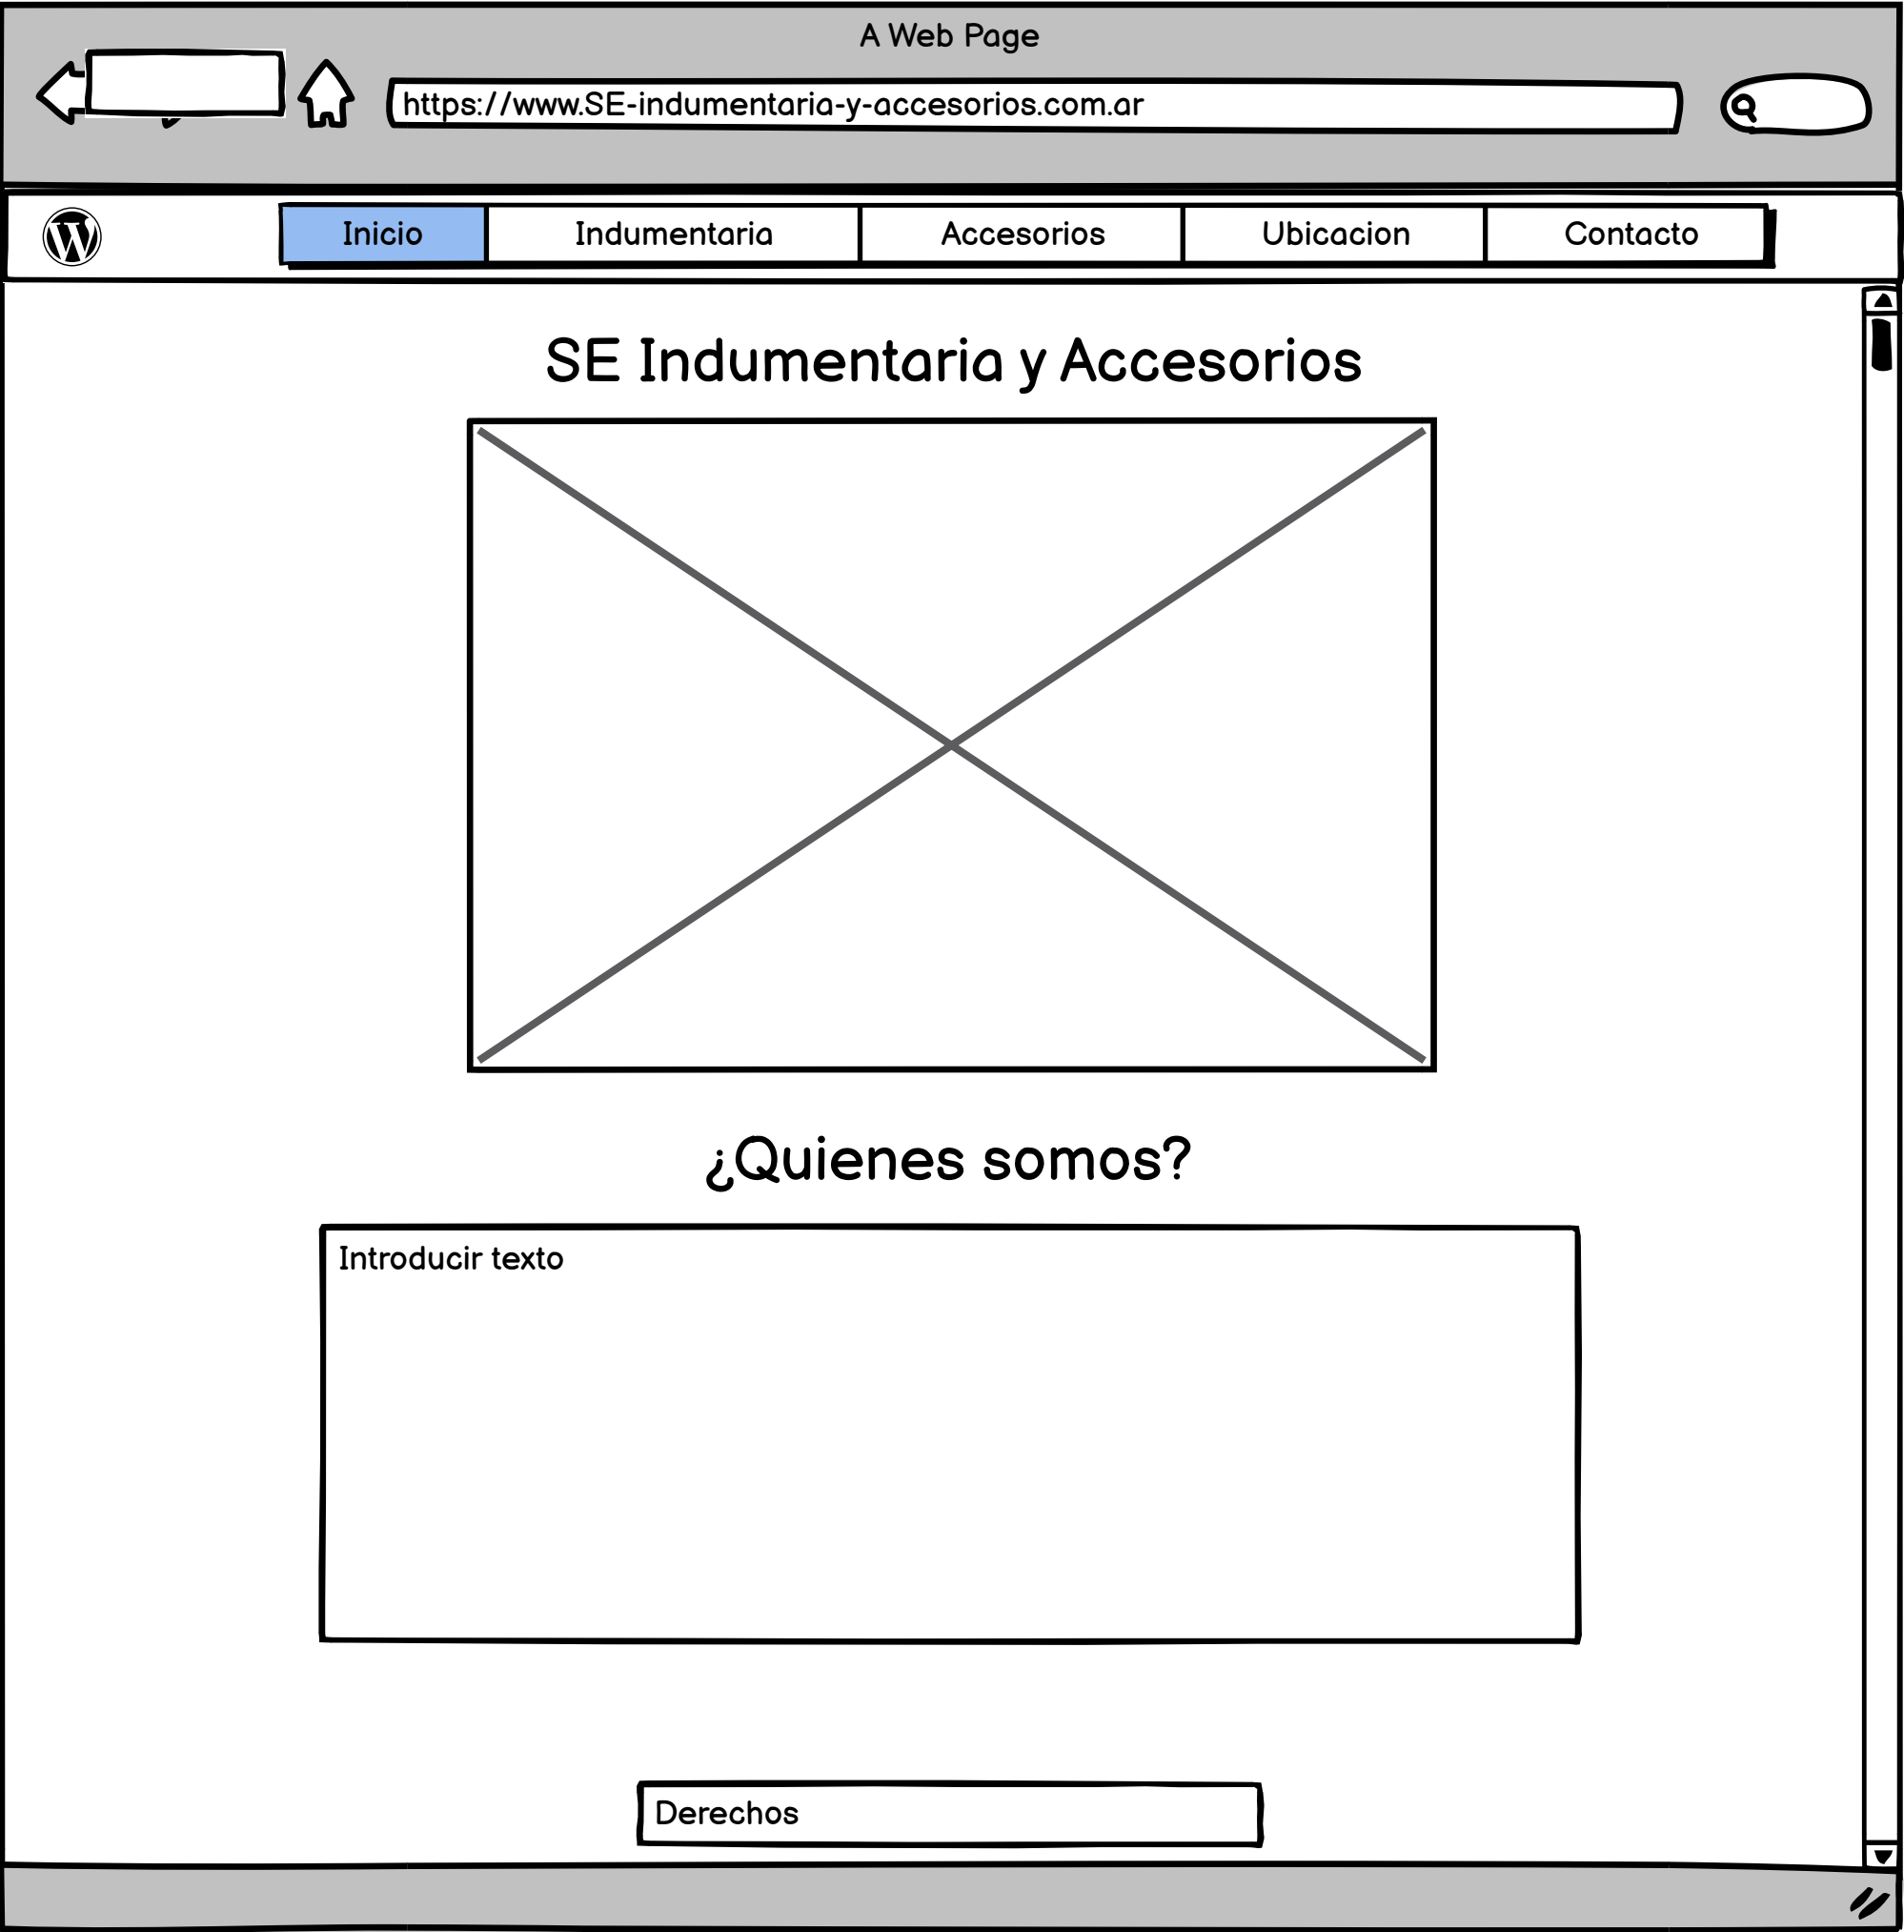 A Web Page
https://www.SE-indumentaria-y-accesorios.com.ar
Inicio Indumentaria Accesorios Ubicacion Contacto
SE Indumentaria y Accesorios
¿Quienes somos?
Introducir texto
Derechos